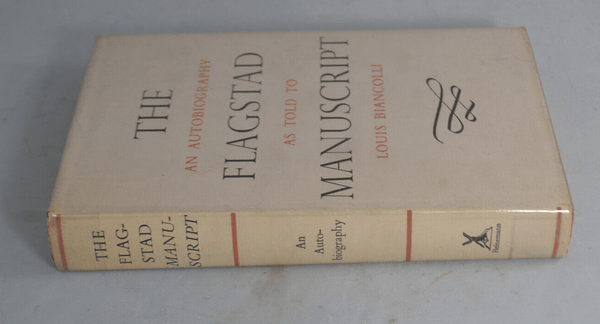 THE
AN AUTOBIOGRAPHY
FLAGSTAD
AS TOLD TO
MANUSCRIPT
LOUIS BIANCOLLI
THE
FLAG-
STAD
MANU-
SCRIPT
An
Auto-
biography
Heinemann